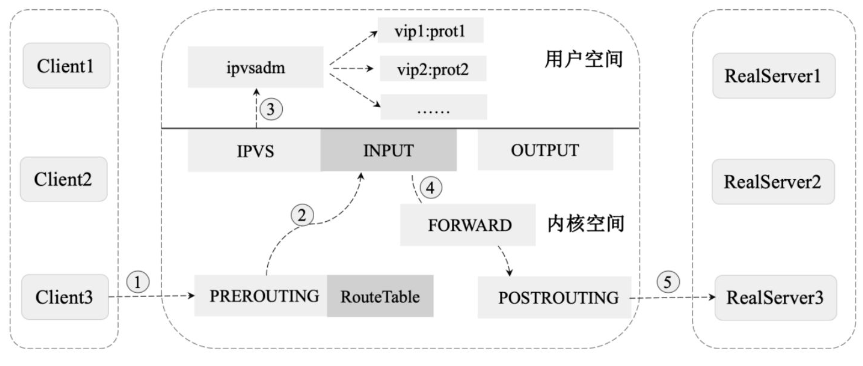 Client1
Client2
Client3
①
ipvsadm
vip1:prot1
vip2:prot2
……
用户空间
③
IPVS
INPUT
OUTPUT
②
④
FORWARD
内核空间
PREROUTING
RouteTable
POSTROUTING
⑤
RealServer1
RealServer2
RealServer3